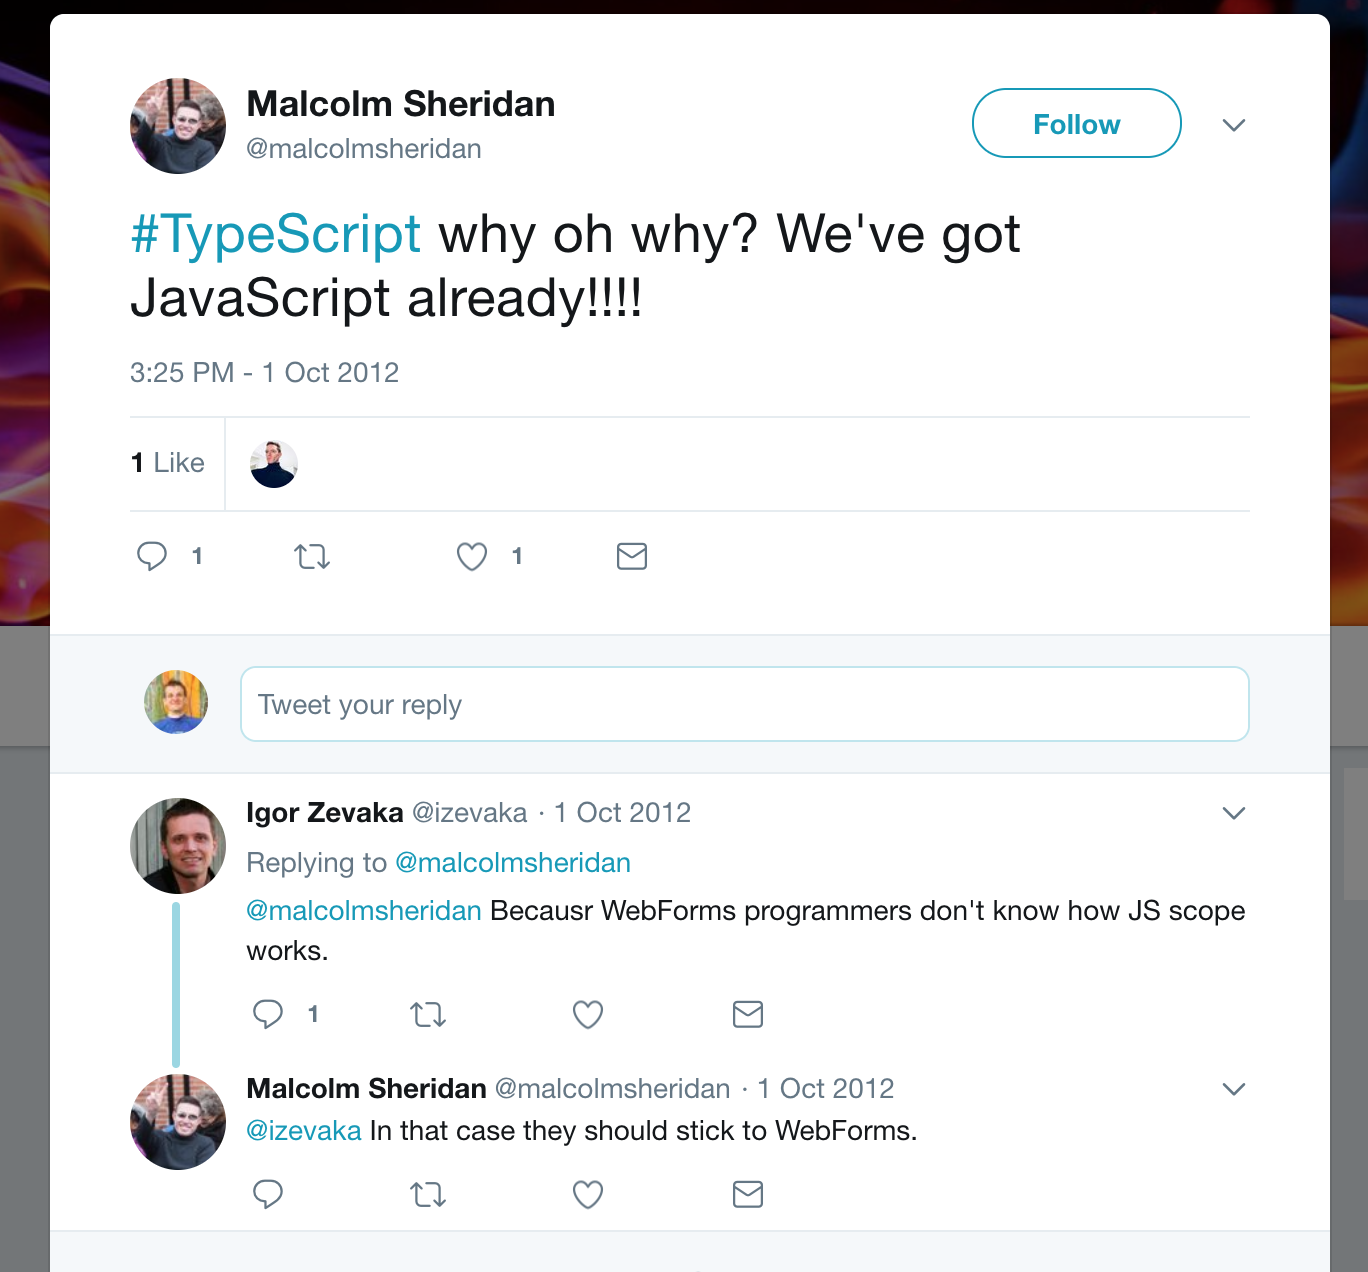 Malcolm Sheridan
@malcolmsheridan
Follow
#TypeScript why oh why? We've got
JavaScript already!!!!
3:25 PM - 1 Oct 2012
1 Like
1
1
Tweet your reply
Igor Zevaka @izevaka · 1 Oct 2012
Replying to @malcolmsheridan
@malcolmsheridan Becausr WebForms programmers don't know how JS scope
works.
1
Malcolm Sheridan @malcolmsheridan · 1 Oct 2012
@izevaka In that case they should stick to WebForms.